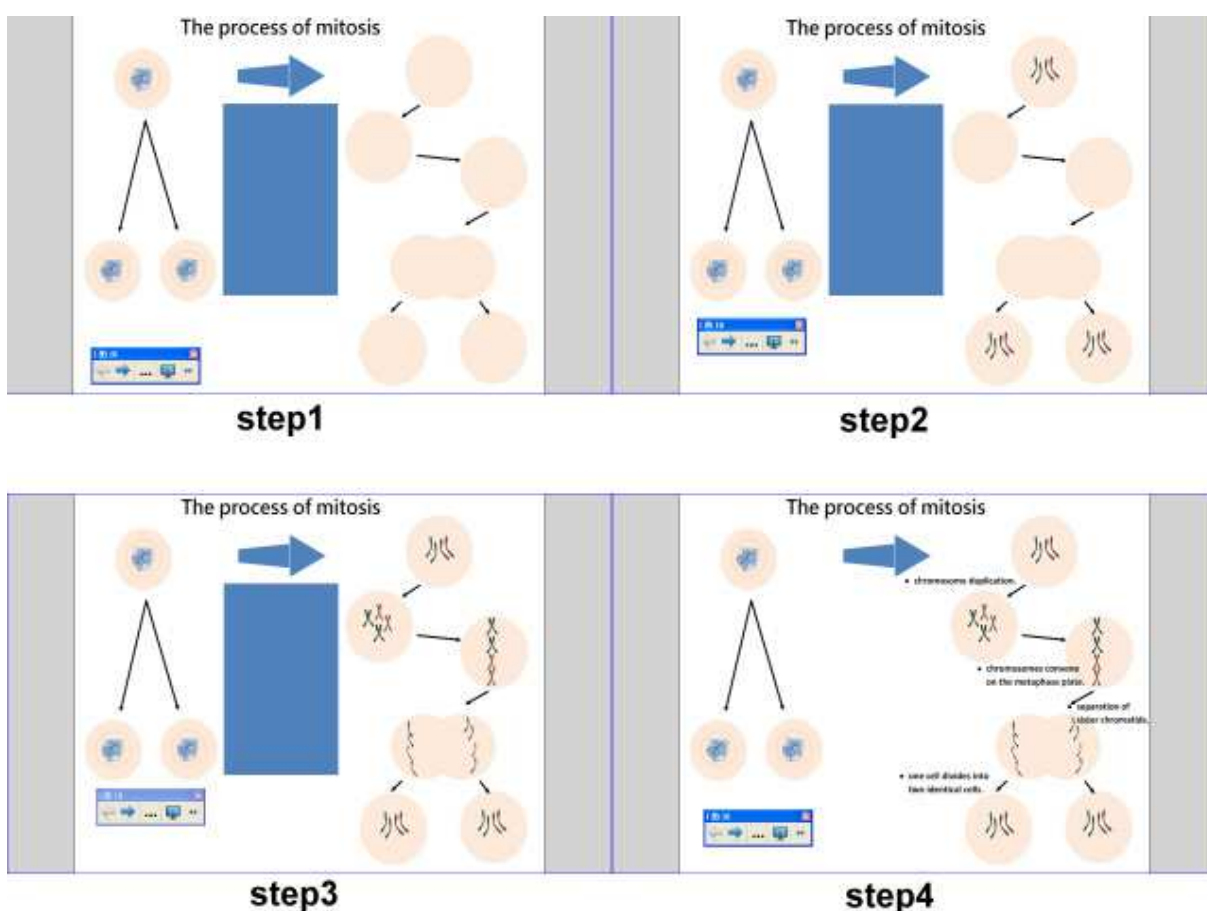 The process of mitosis
The process of mitosis
step1
step2
The process of mitosis
The process of mitosis
• chromosome duplication.
• chromosomes convene
on the metaphase plate.
• separation of
sister chromatids.
• one cell divides into
two identical cells.
step3
step4